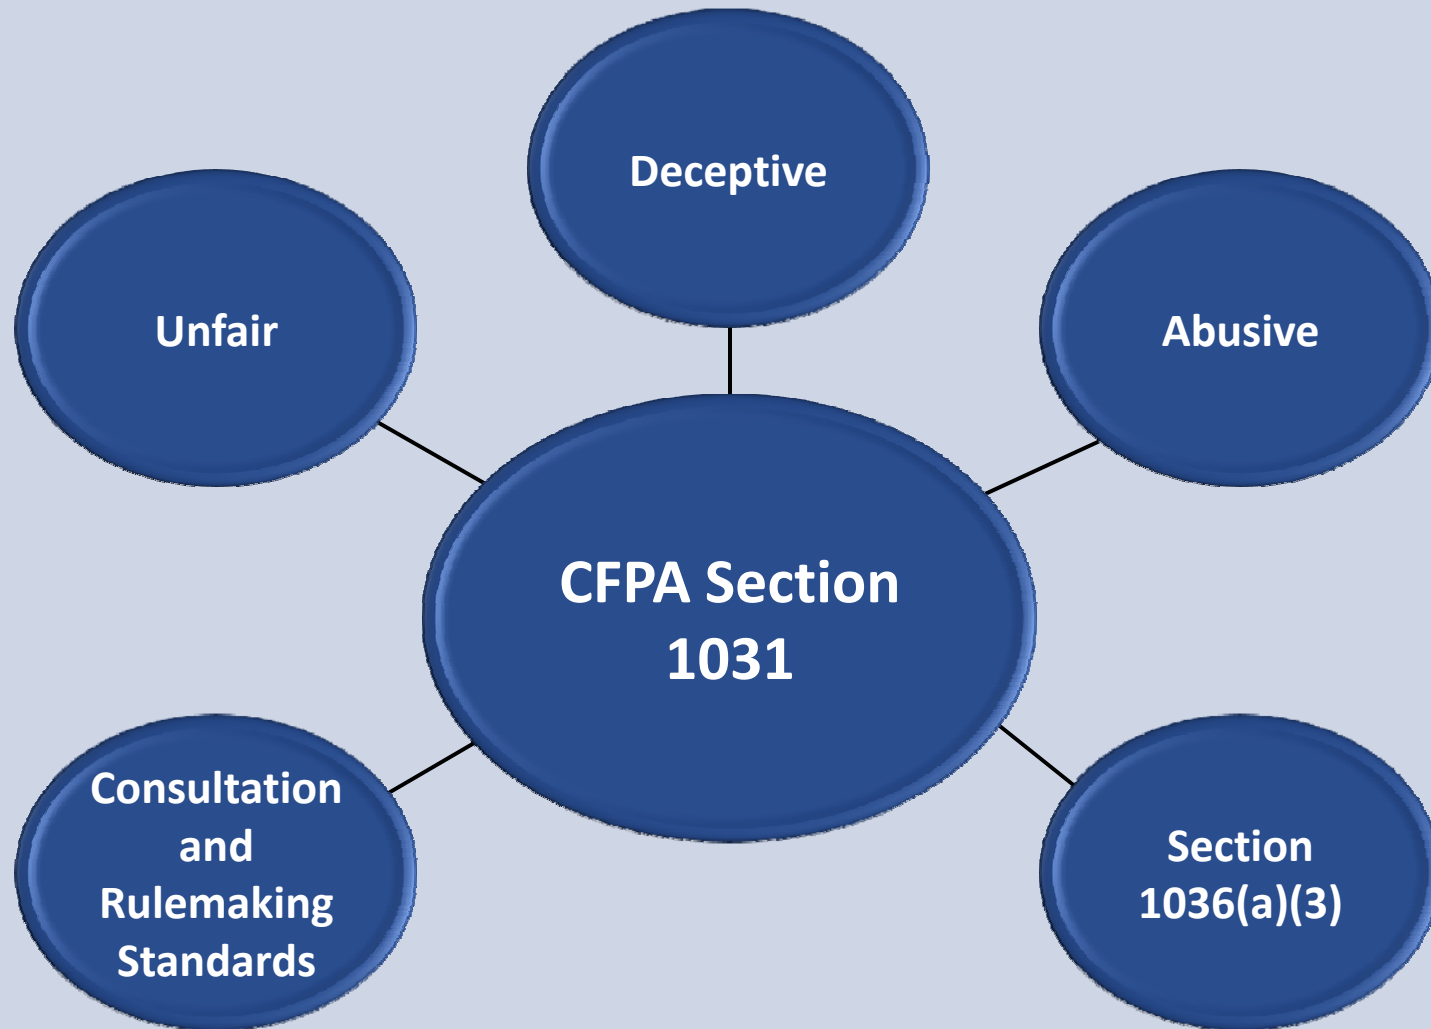 Deceptive
Unfair
Abusive
CFPA Section
1031
Consultation
and
Rulemaking
Standards
Section
1036(a)(3)